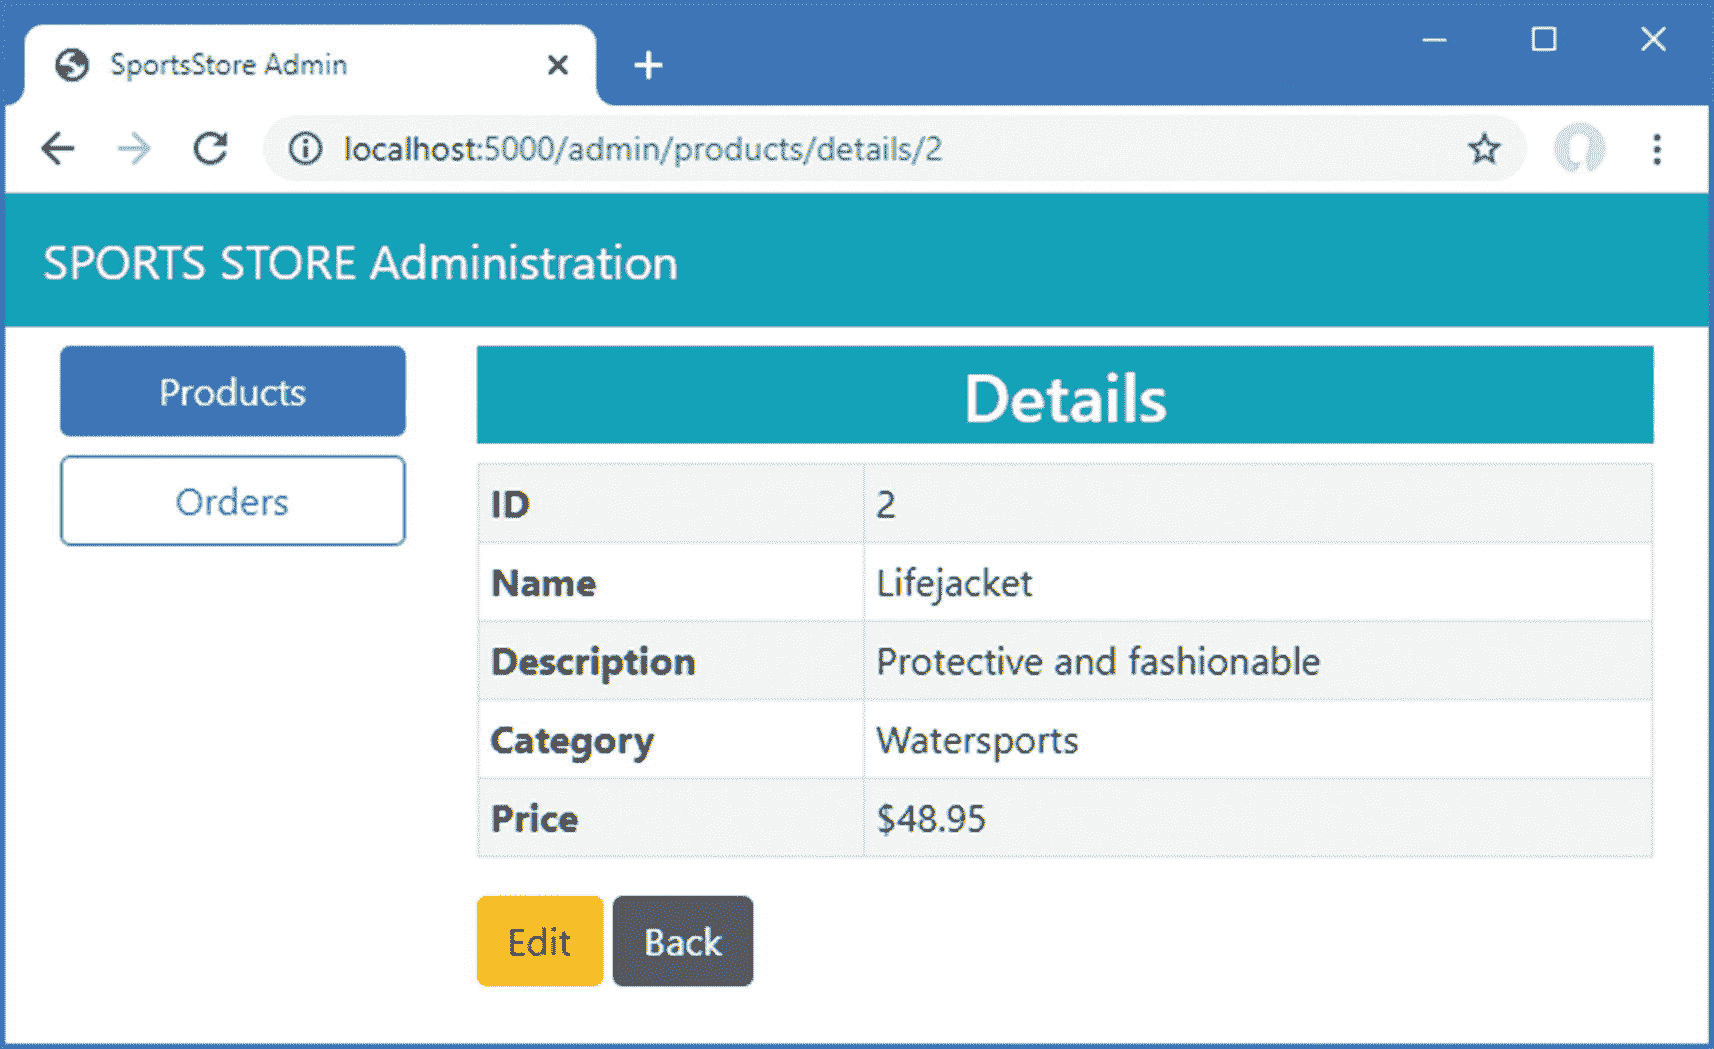 SportsStore Admin
localhost:5000/admin/products/details/2
SPORTS STORE Administration
Products
Orders
Details
ID 2
Name Lifejacket
Description Protective and fashionable
Category Watersports
Price $48.95
Edit Back